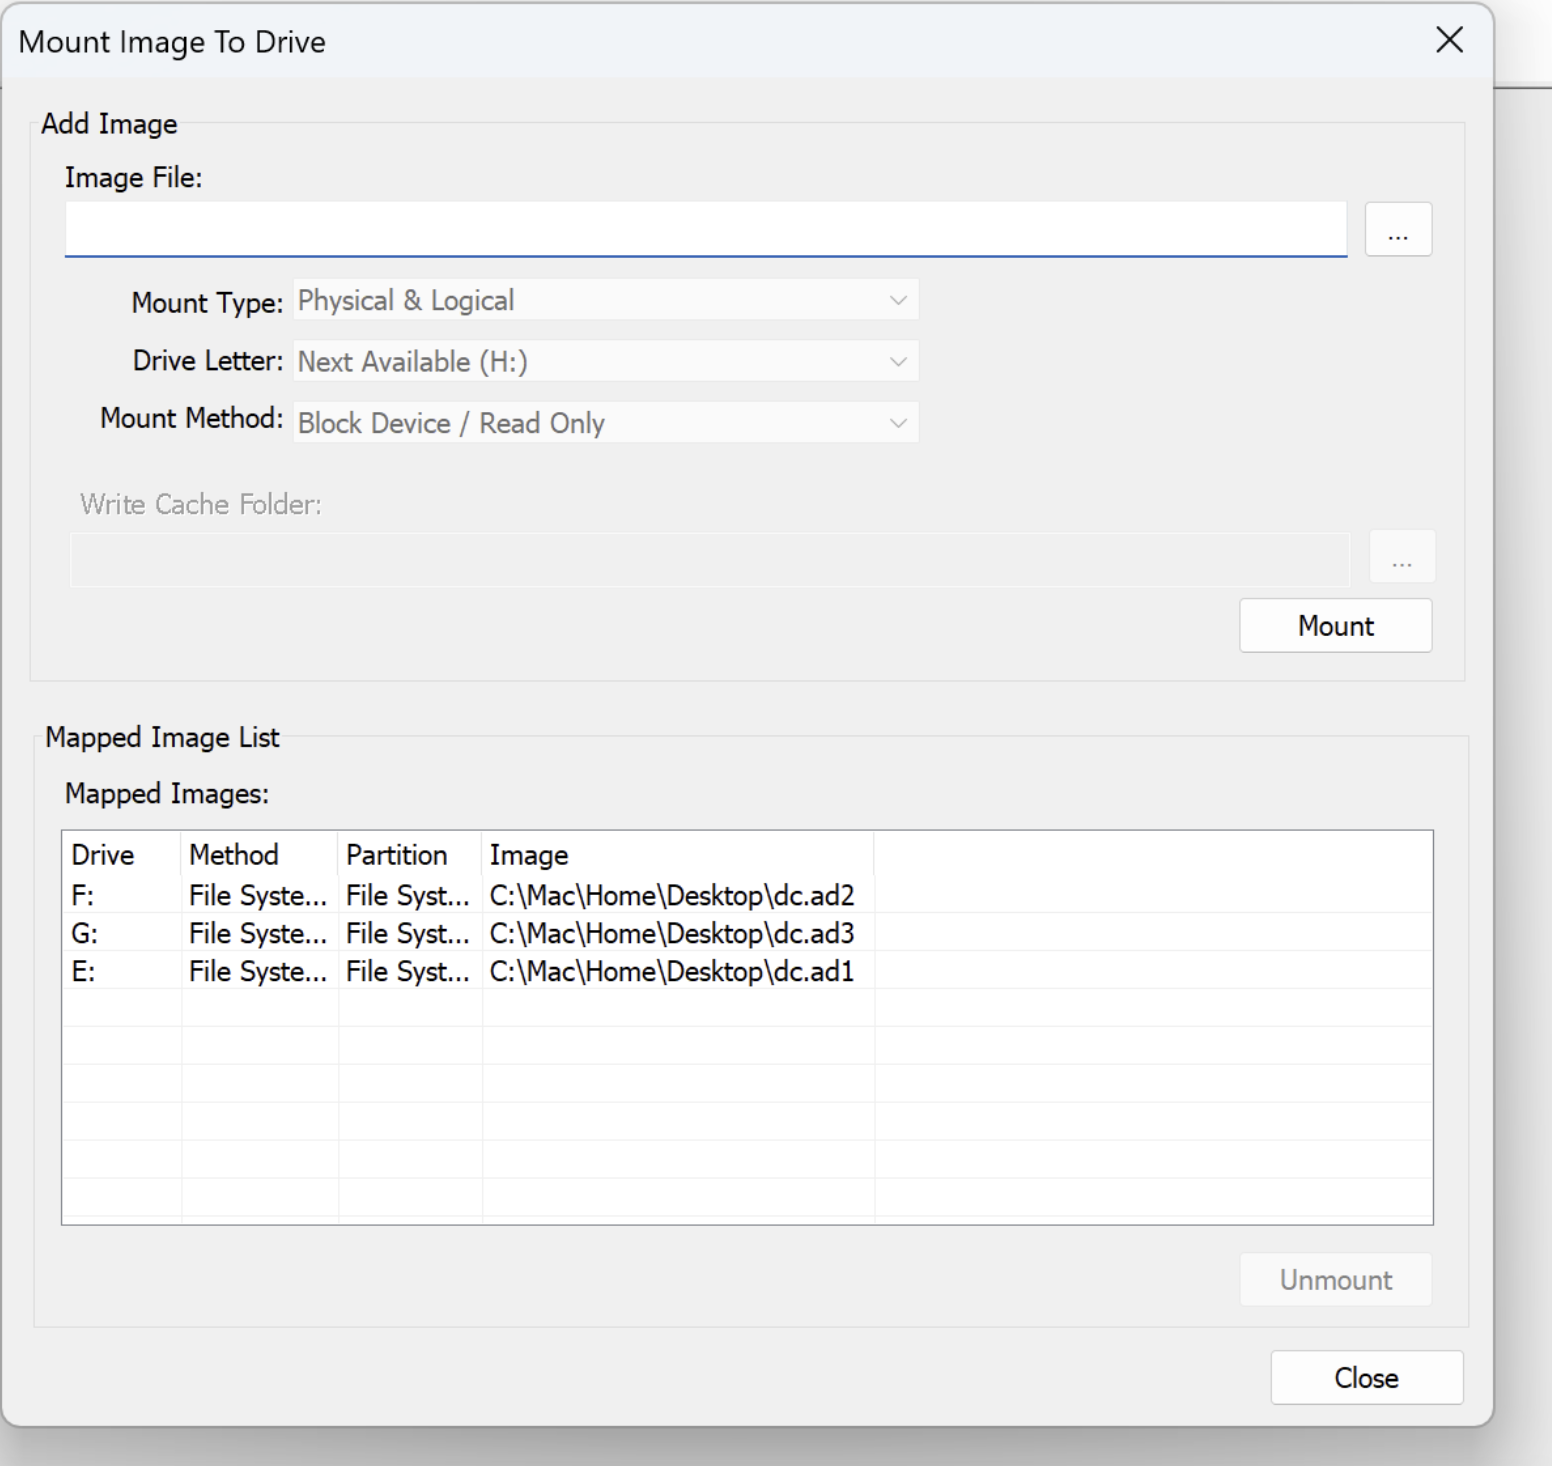 Mount Image To Drive
Add Image
Image File:
...
Mount Type: Physical & Logical
Drive Letter: Next Available (H:)
Mount Method: Block Device / Read Only
Write Cache Folder:
...
Mount
Mapped Image List
Mapped Images:
Drive Method Partition Image
F: File Syste... File Syst... C:\Mac\Home\Desktop\dc.ad2
G: File Syste... File Syst... C:\Mac\Home\Desktop\dc.ad3
E: File Syste... File Syst... C:\Mac\Home\Desktop\dc.ad1
Unmount
Close